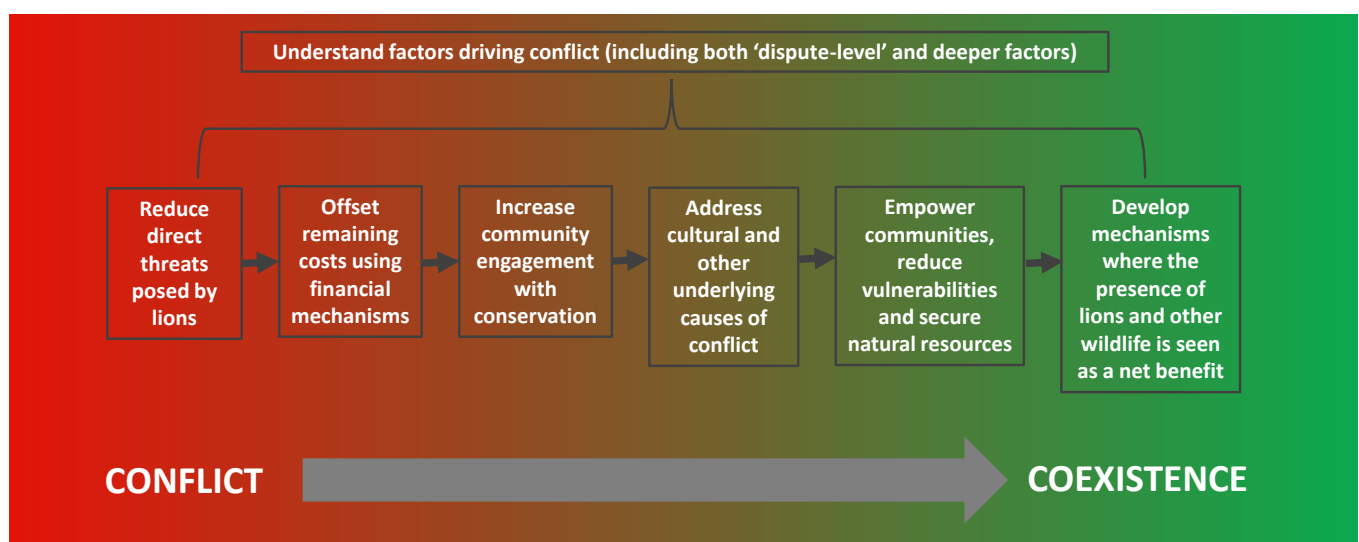 Understand factors driving conflict (including both ‘dispute-level’ and deeper factors)
Reduce
direct
threats
posed by
lions
Offset
remaining
costs using
financial
mechanisms
Increase
community
engagement
with
conservation
Address
cultural and
other
underlying
causes of
conflict
Empower
communities,
reduce
vulnerabilities
and secure
natural resources
Develop
mechanisms
where the
presence of
lions and other
wildlife is seen
as a net benefit
CONFLICT
COEXISTENCE